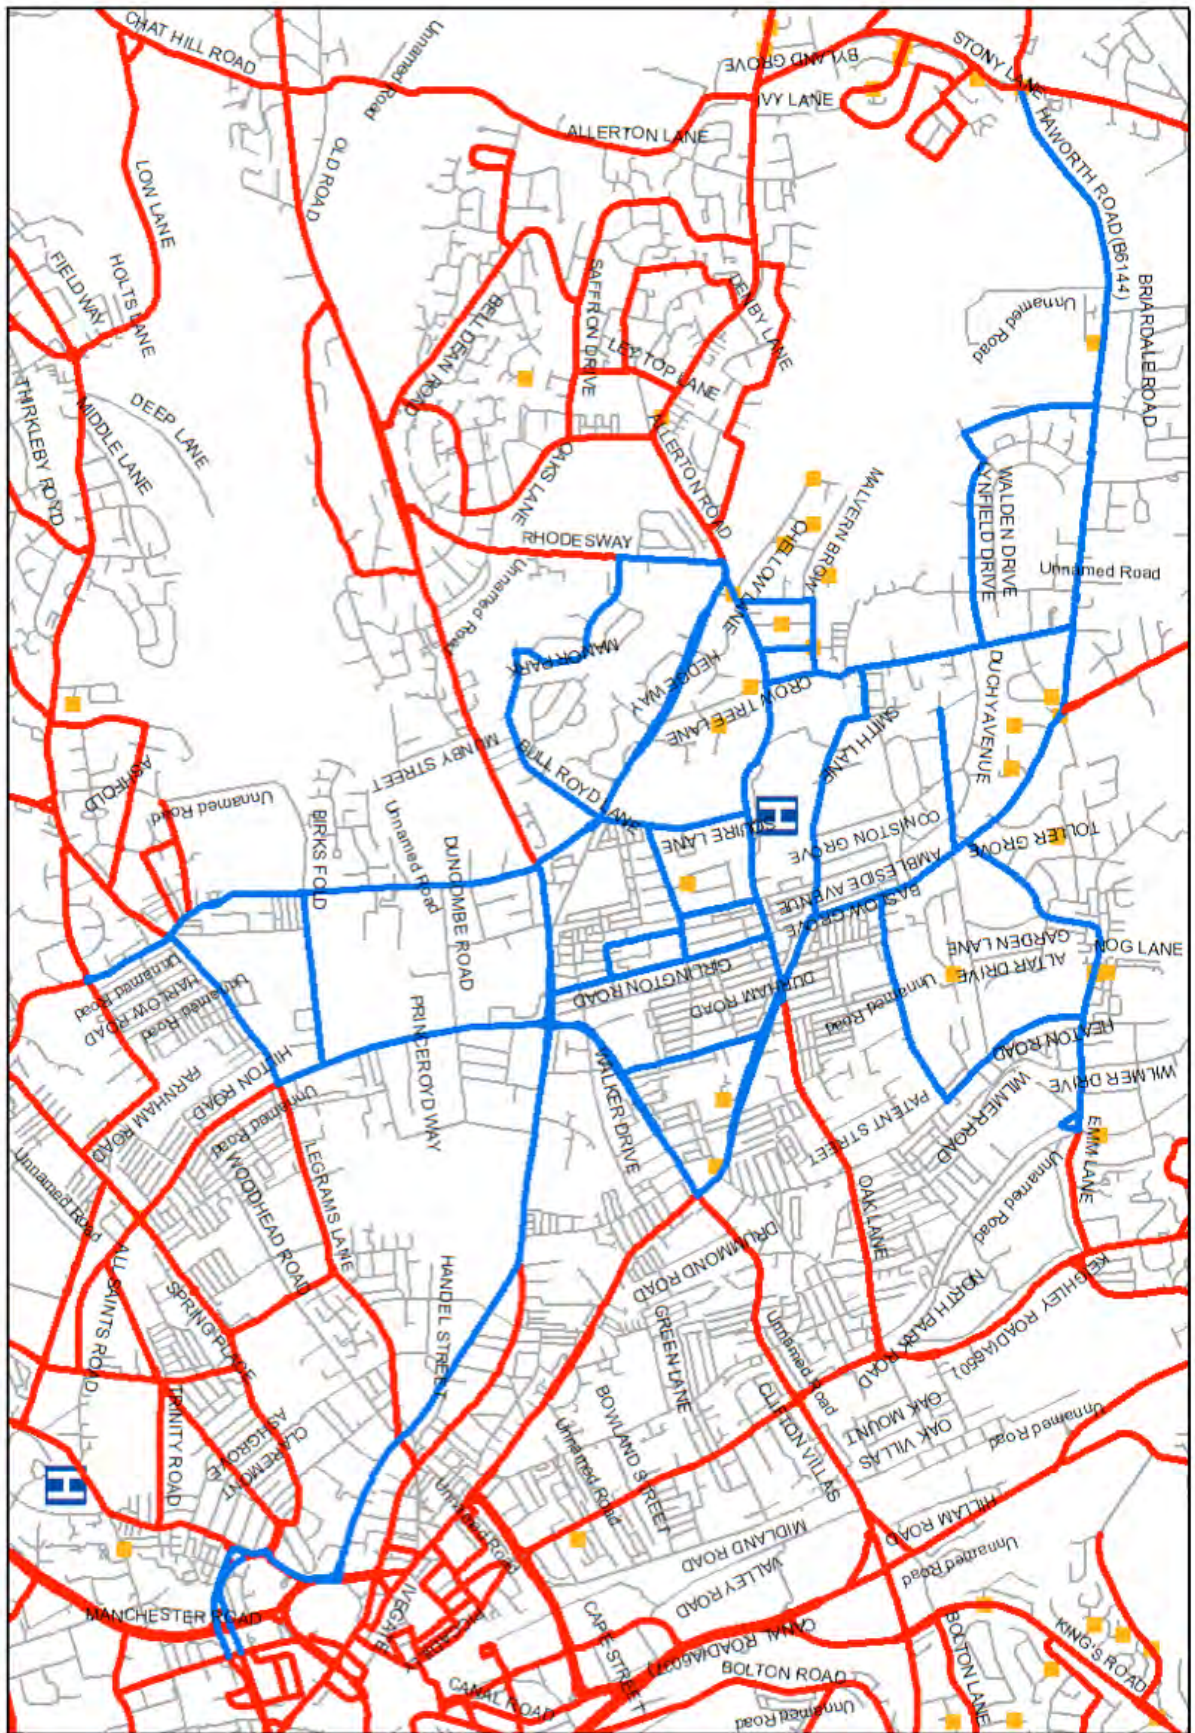 CHAT HILL ROAD
Unnamed Road
BYLAND GROVE
STONY LANE
IVY LANE
ALLERTON LANE
HAWORTH ROAD (B6144)
OLD ROAD
LOW LANE
FIELDWAY
HOLTS LANE
SAFFRON DRIVE
DENBY LANE
Unnamed Road
BRIARDALE ROAD
BELL DEAN ROAD
LEY TOP LANE
THIRKLEBY ROYD
MIDDLE LANE
DEEP LANE
OAKS LANE
ALLERTON ROAD
MALVERN BROW
CHELLOW LANE
WALDEN DRIVE
LYNFIELD DRIVE
RHODESWAY
Unnamed Road
Unnamed Road
MANOR PARK
HEDGE WAY
CROW TREE LANE
DUCHY AVENUE
SMITH LANE
MUNBY STREET
BULL ROYD LANE
ASHFOLD
Unnamed Road
BIRKS FOLD
Unnamed Road
DUNCOMBE ROAD
SQUIRE LANE
H
CONISTON GROVE
TOLLER GROVE
AMBLESIDE AVENUE
BASLOW GROVE
GARDEN LANE
NOG LANE
ALTAR DRIVE
GIRLINGTON ROAD
DURHAM ROAD
Unnamed Road
Unnamed Road
HARLOW ROAD
Unnamed Road
PRINCEROYD WAY
HEATON ROAD
HILTON ROAD
WALKER DRIVE
WILMER DRIVE
WILMER ROAD
FARNHAM ROAD
Unnamed Road
PATENT STREET
EMM LANE
Unnamed Road
WOODHEAD ROAD
LEGRAMS LANE
OAK LANE
Unnamed Road
ALL SAINTS ROAD
SPRING PLACE
HANDEL STREET
DRUMMOND ROAD
GREEN LANE
Unnamed Road
NORTH PARK ROAD
KEIGHLEY ROAD (A650)
TRINITY ROAD
CLAREMONT
ASHGROVE
BOWLAND STREET
Unnamed Road
CLIFTON VILLAS
OAK MOUNT
OAK VILLAS
Unnamed Road
H
Unnamed Road
MIDLAND ROAD
HILLAM ROAD
Unnamed Road
VALLEY ROAD
MANCHESTER ROAD
IVEGATE
PICCADILLY
CAPE STREET
CANAL ROAD (A6037)
BOLTON LANE
KING'S ROAD
CANAL ROAD
BOLTON ROAD
Unnamed Road